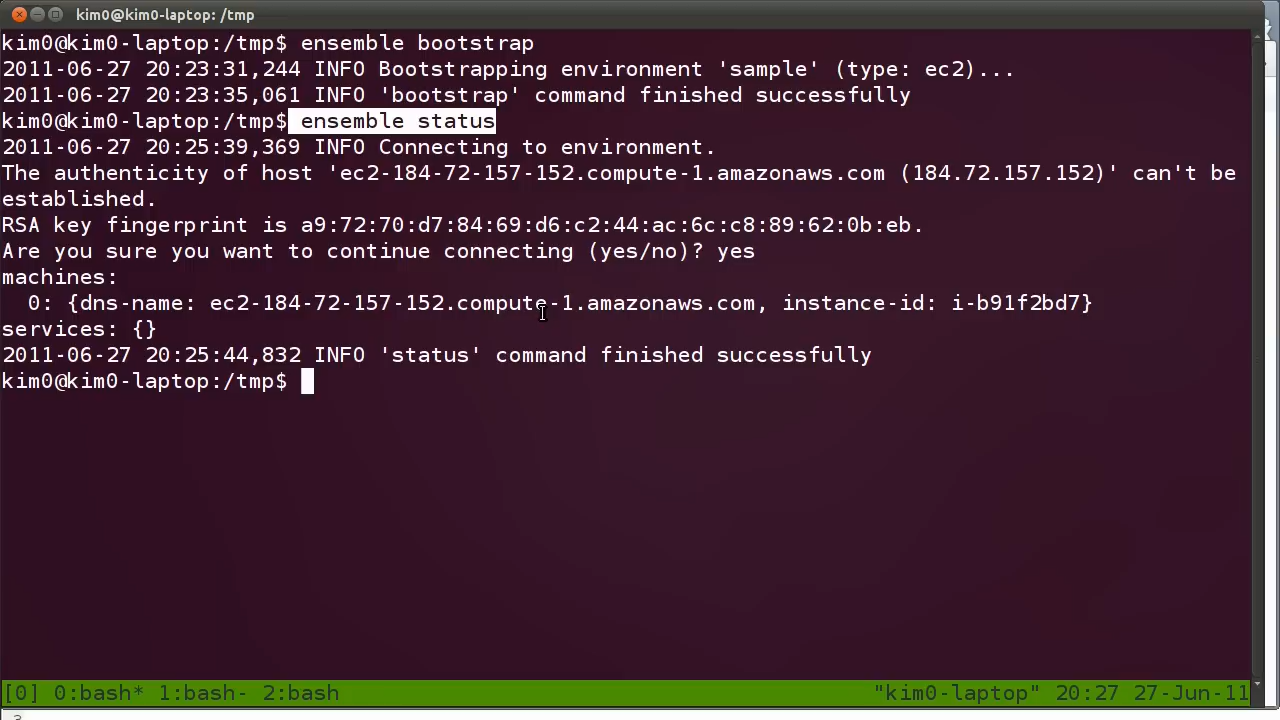 kim0@kim0-laptop: /tmp
kim0@kim0-laptop:/tmp$ ensemble bootstrap
2011-06-27 20:23:31,244 INFO Bootstrapping environment 'sample' (type: ec2)...
2011-06-27 20:23:35,061 INFO 'bootstrap' command finished successfully
kim0@kim0-laptop:/tmp$ ensemble status
2011-06-27 20:25:39,369 INFO Connecting to environment.
The authenticity of host 'ec2-184-72-157-152.compute-1.amazonaws.com (184.72.157.152)' can't be
established.
RSA key fingerprint is a9:72:70:d7:84:69:d6:c2:44:ac:6c:c8:89:62:0b:eb.
Are you sure you want to continue connecting (yes/no)? yes
machines:
  0: {dns-name: ec2-184-72-157-152.compute-1.amazonaws.com, instance-id: i-b91f2bd7}
services: {}
2011-06-27 20:25:44,832 INFO 'status' command finished successfully
kim0@kim0-laptop:/tmp$
[0] 0:bash* 1:bash- 2:bash "kim0-laptop" 20:27 27-Jun-11